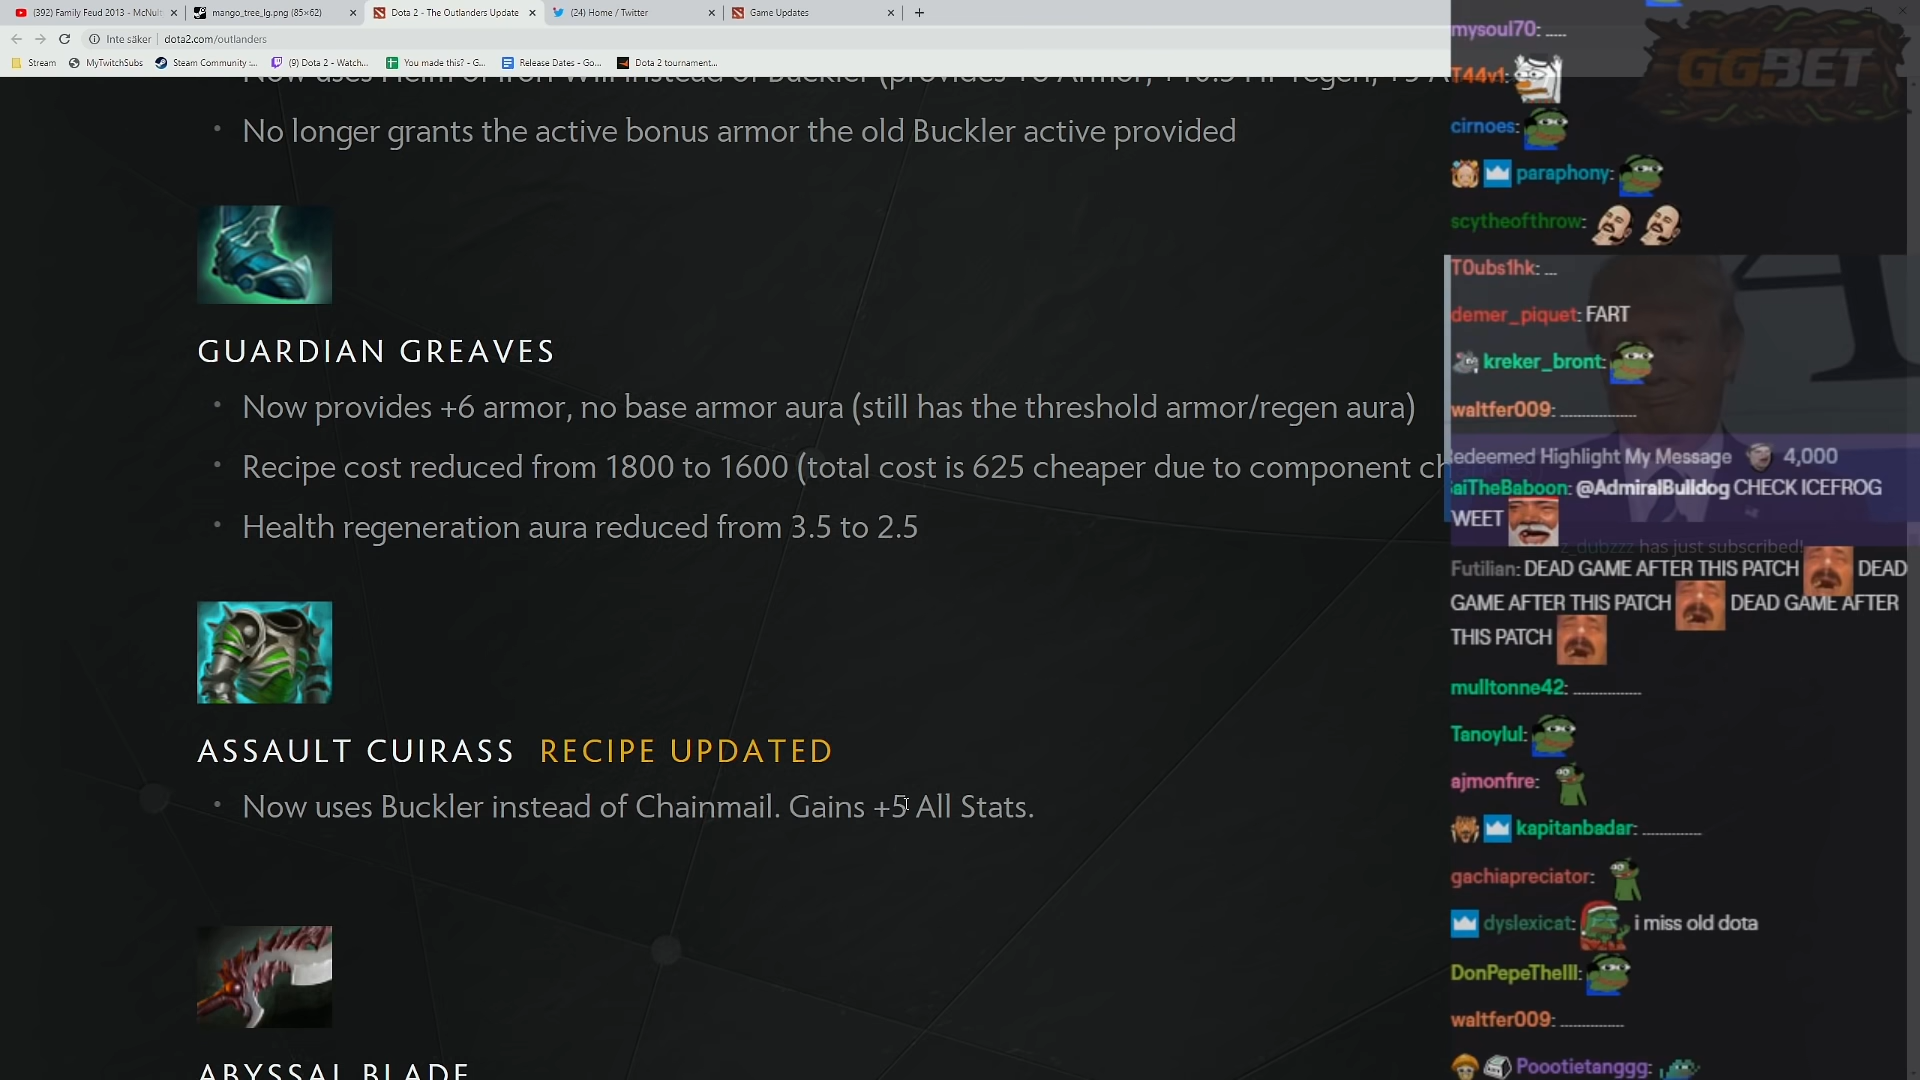 (392) Family Feud 2013 - McNult
mango_tree_lg.png (85×62)
Dota 2 - The Outlanders Update
(24) Home / Twitter
Game Updates
Inte säker
dota2.com/outlanders
Stream
MyTwitchSubs
Steam Community :...
(9) Dota 2 - Watch...
You made this? - G...
Release Dates - Go...
Dota 2 tournament...
• No longer grants the active bonus armor the old Buckler active provided
GUARDIAN GREAVES
• Now provides +6 armor, no base armor aura (still has the threshold armor/regen aura)
• Recipe cost reduced from 1800 to 1600 (total cost is 625 cheaper due to component ch
• Health regeneration aura reduced from 3.5 to 2.5
ASSAULT CUIRASS RECIPE UPDATED
• Now uses Buckler instead of Chainmail. Gains +5 All Stats.
ABYSSAL BLADE
GG.BET
mysoul70: .....
T44v1:
cirnoes:
paraphony:
scytheofthrow:
T0ubs1hk: ...
demer_piquet: FART
kreker_bront:
waltfer009: ...................
Redeemed Highlight My Message 4,000
aiTheBaboon: @AdmiralBulldog CHECK ICEFROG
WEET
z_dubzzz has just subscribed!
Futilian: DEAD GAME AFTER THIS PATCH DEAD
GAME AFTER THIS PATCH DEAD GAME AFTER
THIS PATCH
mulltonne42: .................
Tanoylul:
ajmonfire:
kapitanbadar: ...............
gachiapreciator:
dyslexicat: i miss old dota
DonPepeTheIII:
waltfer009: ................
Poootietanggg: